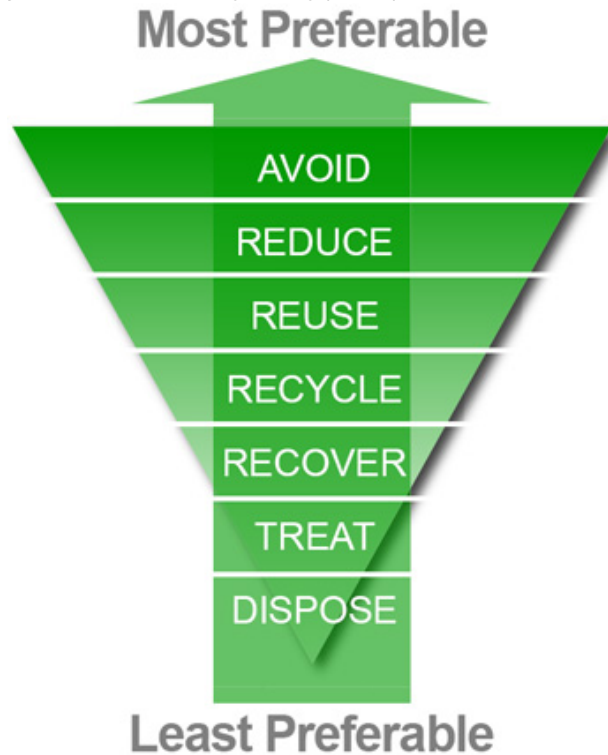 Most Preferable
AVOID
REDUCE
REUSE
RECYCLE
RECOVER
TREAT
DISPOSE
Least Preferable